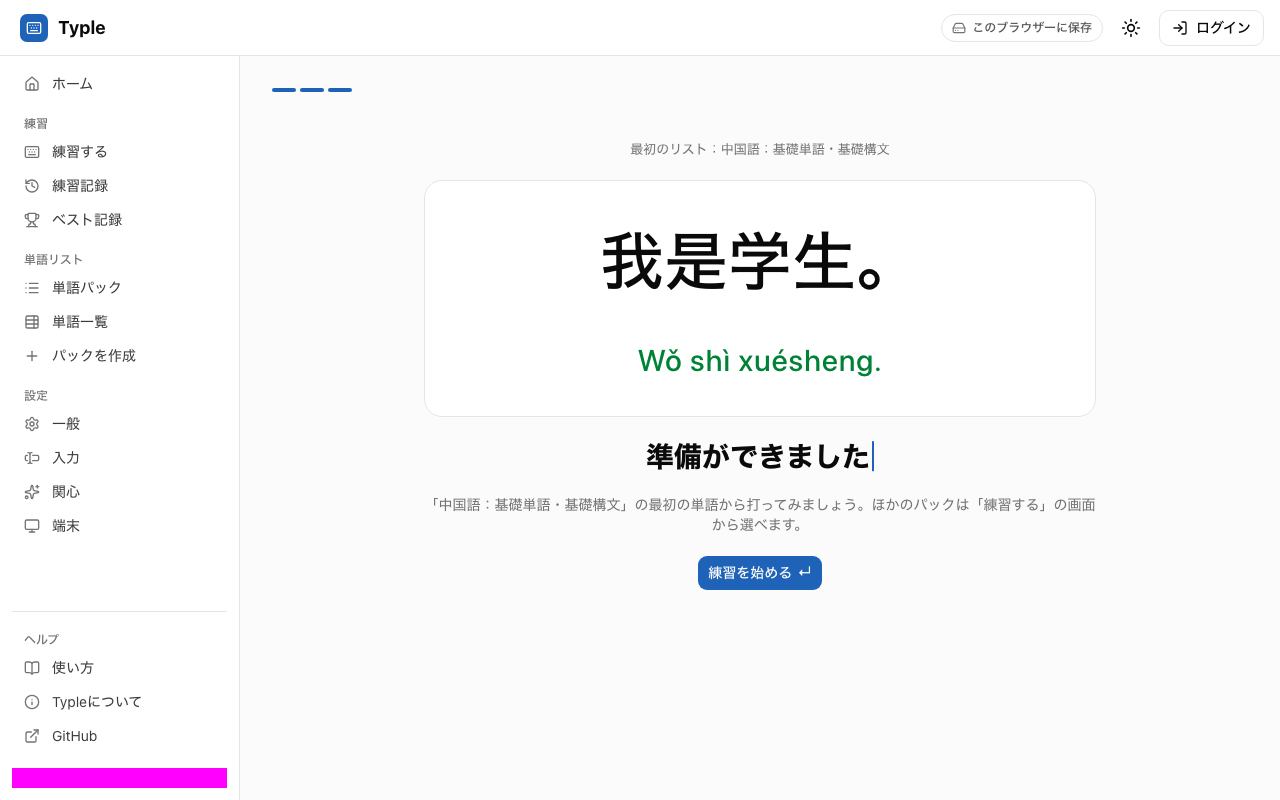 Typle
このブラウザーに保存
ログイン
ホーム
練習
練習する
練習記録
ベスト記録
単語リスト
単語パック
単語一覧
パックを作成
設定
一般
入力
関心
端末
ヘルプ
使い方
Typleについて
GitHub
最初のリスト：中国語：基礎単語・基礎構文
我是学生。
Wǒ shì xuésheng.
準備ができました
「中国語：基礎単語・基礎構文」の最初の単語から打ってみましょう。ほかのパックは「練習する」の画面
から選べます。
練習を始める ↵